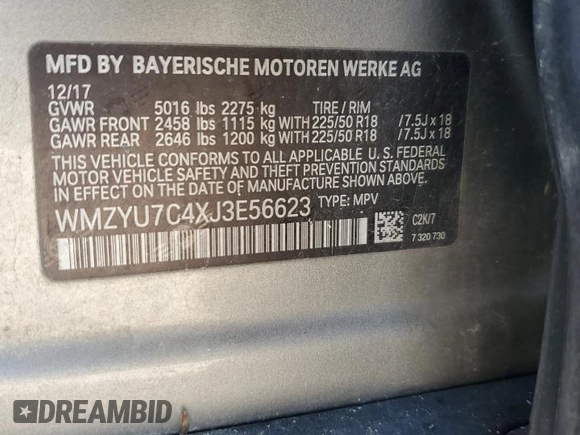 MFD BY BAYERISCHE MOTOREN WERKE AG
12/17
GVWR 5016 lbs 2275 kg TIRE / RIM
GAWR FRONT 2458 lbs 1115 kg WITH 225/50 R18 / 7.5J x 18
GAWR REAR 2646 lbs 1200 kg WITH 225/50 R18 / 7.5J x 18
THIS VEHICLE CONFORMS TO ALL APPLICABLE U. S. FEDERAL
MOTOR VEHICLE SAFETY AND THEFT PREVENTION STANDARDS
IN EFFECT ON THE DATE OF MANUFACTURE SHOWN ABOVE.
WMZYU7C4XJ3E56623 TYPE: MPV
C2K/7
7 320 730
DREAMBID